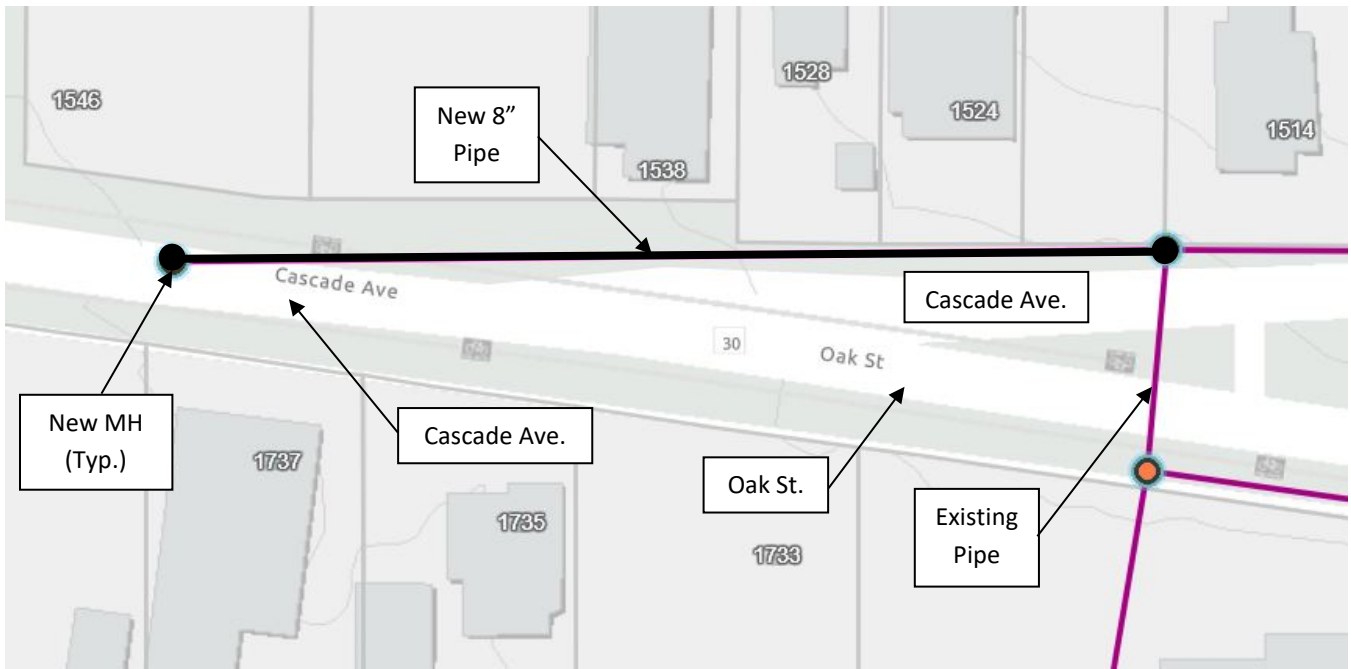 1546
New 8”
Pipe
1528
1524
1514
1538
Cascade Ave
Cascade Ave.
30
Oak St
New MH
(Typ.)
Cascade Ave.
1737
1735
Oak St.
1733
Existing
Pipe